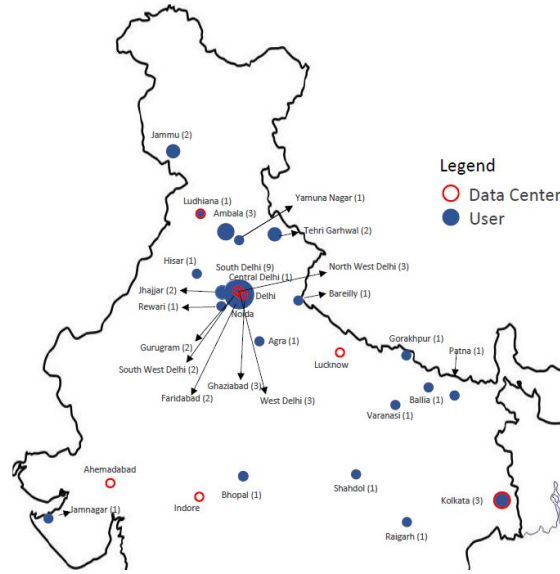 Jammu (2)
Legend
Data Center
User
Ludhiana (1)
Yamuna Nagar (1)
Ambala (3)
Tehri Garhwal (2)
Hisar (1)
South Delhi (9)
North West Delhi (3)
Central Delhi (1)
Jhajjar (2)
Delhi
Bareilly (1)
Rewari (1)
Noida
Gurugram (2)
Agra (1)
Gorakhpur (1)
Patna (1)
South West Delhi (2)
Lucknow
Faridabad (2)
Ghaziabad (3)
West Delhi (3)
Ballia (1)
Varanasi (1)
Ahemadabad
Shahdol (1)
Bhopal (1)
Kolkata (3)
Indore
Jamnagar (1)
Raigarh (1)